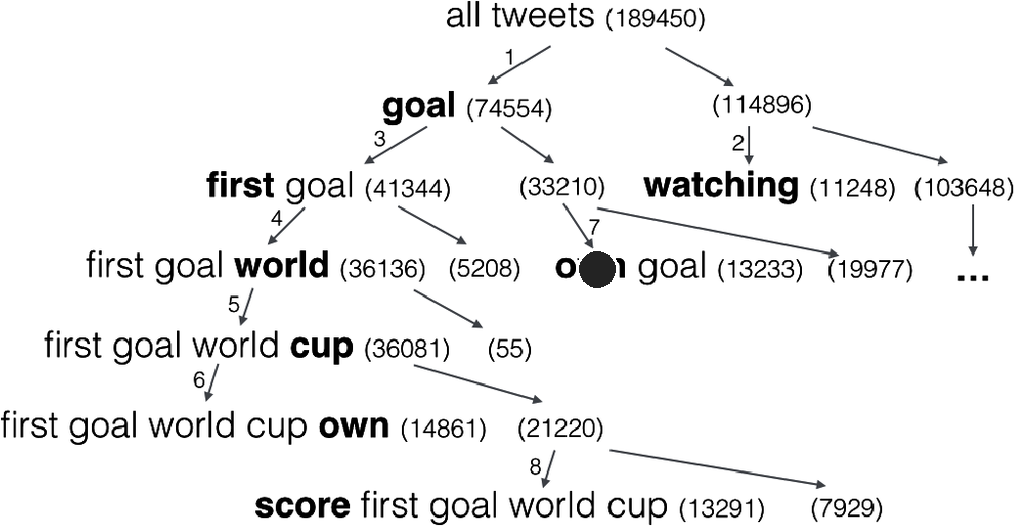 all tweets (189450)
1
goal (74554) (114896)
3 2
first goal (41344) (33210) watching (11248) (103648)
4 7
first goal world (36136) (5208) goal (13233) (19977) ...
5
first goal world cup (36081) (55)
6
first goal world cup own (14861) (21220)
8
score first goal world cup (13291) (7929)